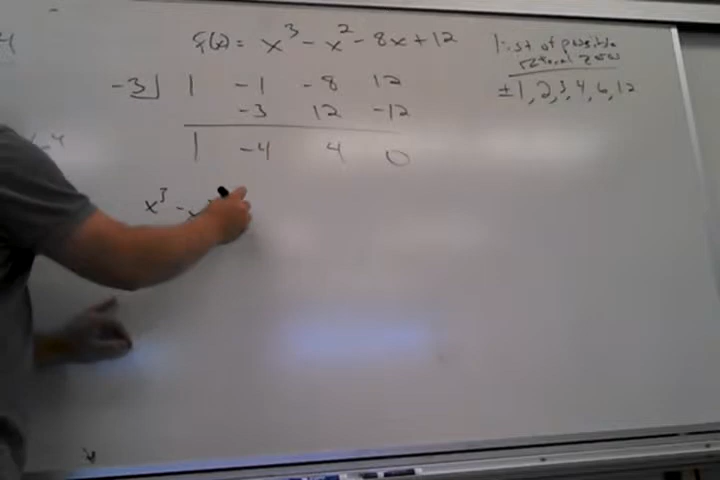 f(x) = x³ - x² - 8x + 12
list of possible
rational zeros
± 1, 2, 3, 4, 6, 12
-3| 1 -1 -8 12
-3 12 -12
1 -4 4 0
x³ - x²